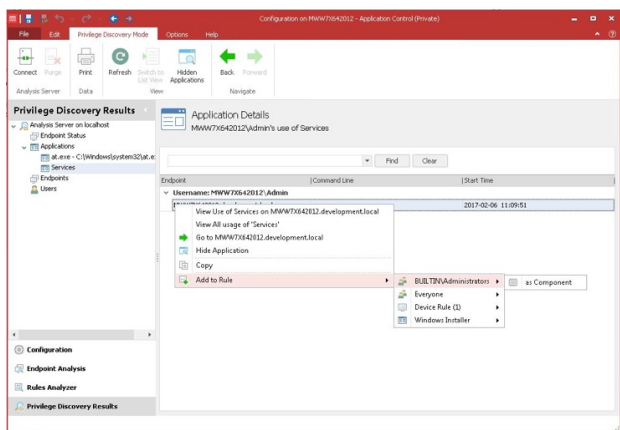 Configuration on MWW7X642012 - Application Control (Private)
File Edit Privilege Discovery Mode Options Help
Connect Purge Print Refresh Switch to List View Hidden Applications Back Forward
Analysis Server Data View Navigate
Privilege Discovery Results
Analysis Server on localhost
Endpoint Status
Applications
at.exe - C:\Windows\system32\at.e
Services
Endpoints
Users
Application Details
MWW7X642012\Admin's use of Services
Find Clear
Endpoint Command Line Start Time
Username: MWW7X642012\Admin
2017-02-06 11:09:51
View Use of Services on MWW7X642012.development.local
View All usage of 'Services'
Go to MWW7X642012.development.local
Hide Application
Copy
Add to Rule
BUILTIN\Administrators
Everyone
Device Rule (1)
Windows Installer
as Component
Configuration
Endpoint Analysis
Rules Analyzer
Privilege Discovery Results